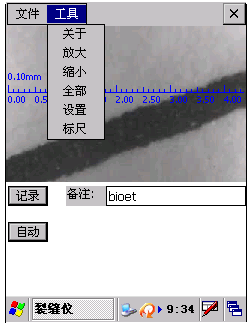 文件 工具
关于
放大
缩小
全部
设置
标尺
0.10mm
0.00 0.5 2.00 2.50 3.00 3.50 4.00
记录 备注: bioet
自动
裂缝仪 9:34